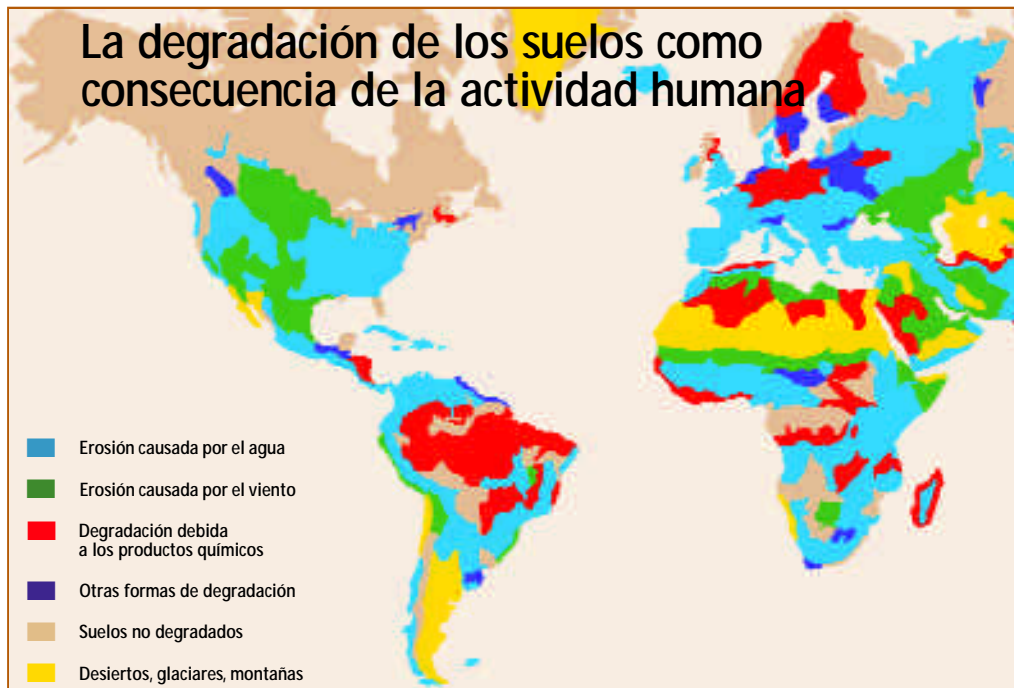 La degradación de los suelos como
consecuencia de la actividad humana
Erosión causada por el agua
Erosión causada por el viento
Degradación debida
a los productos químicos
Otras formas de degradación
Suelos no degradados
Desiertos, glaciares, montañas